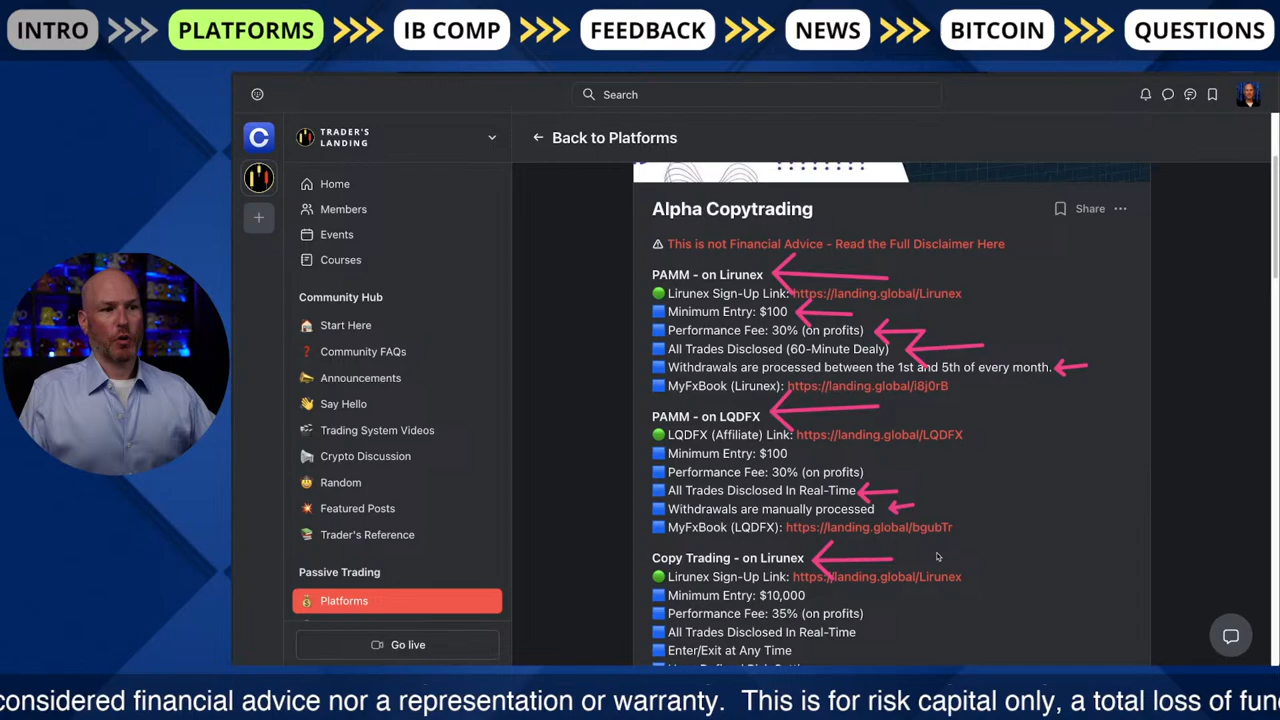 INTRO >>> PLATFORMS >>> IB COMP >>> FEEDBACK >>> NEWS >>> BITCOIN >>> QUESTIONS
Search
TRADER'S
LANDING
Back to Platforms
Home
Members
Events
Courses
Community Hub
Start Here
Community FAQs
Announcements
Say Hello
Trading System Videos
Crypto Discussion
Random
Featured Posts
Trader's Reference
Passive Trading
Platforms
Go live
Alpha Copytrading
Share
This is not Financial Advice - Read the Full Disclaimer Here
PAMM - on Lirunex
Lirunex Sign-Up Link: https://landing.global/Lirunex
Minimum Entry: $100
Performance Fee: 30% (on profits)
All Trades Disclosed (60-Minute Dealy)
Withdrawals are processed between the 1st and 5th of every month.
MyFxBook (Lirunex): https://landing.global/i8j0rB
PAMM - on LQDFX
LQDFX (Affiliate) Link: https://landing.global/LQDFX
Minimum Entry: $100
Performance Fee: 30% (on profits)
All Trades Disclosed In Real-Time
Withdrawals are manually processed
MyFxBook (LQDFX): https://landing.global/bgubTr
Copy Trading - on Lirunex
Lirunex Sign-Up Link: https://landing.global/Lirunex
Minimum Entry: $10,000
Performance Fee: 35% (on profits)
All Trades Disclosed In Real-Time
Enter/Exit at Any Time
considered financial advice nor a representation or warranty. This is for risk capital only, a total loss of fun